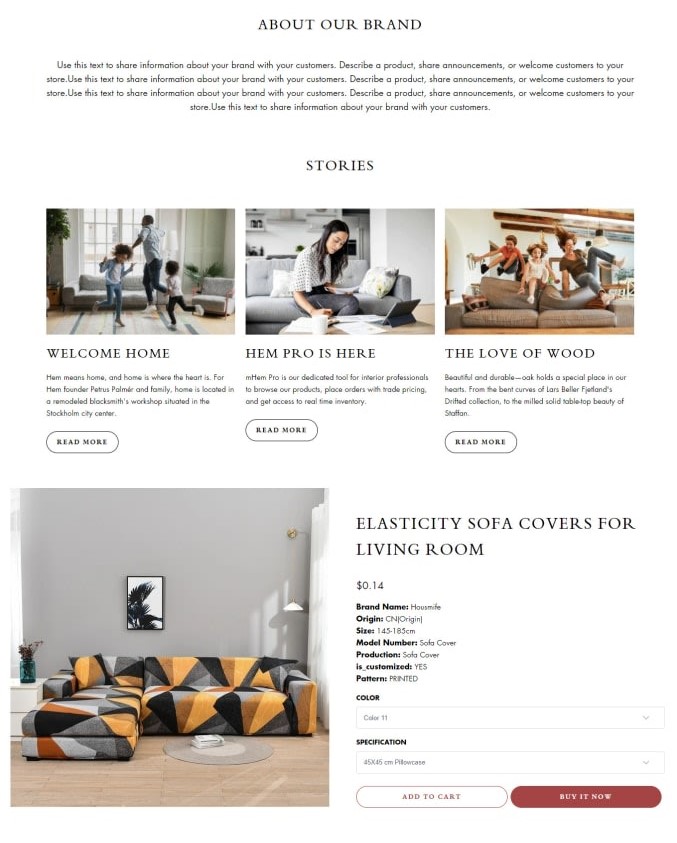 ABOUT OUR BRAND
Use this text to share information about your brand with your customers. Describe a product, share announcements, or welcome customers to your
store.Use this text to share information about your brand with your customers. Describe a product, share announcements, or welcome customers to your
store.Use this text to share information about your brand with your customers. Describe a product, share announcements, or welcome customers to your
store.Use this text to share information about your brand with your customers.
STORIES
WELCOME HOME
Hem means home, and home is where the heart is. For
Hem founder Petrus Palmér and family, home is located in
a remodeled blacksmith's workshop situated in the
Stockholm city center.
READ MORE
HEM PRO IS HERE
mHem Pro is our dedicated tool for interior professionals
to browse our products, place orders with trade pricing,
and get access to real time inventory.
READ MORE
THE LOVE OF WOOD
Beautiful and durable—oak holds a special place in our
hearts. From the bent curves of Lars Beller Fjetland's
Drifted collection, to the milled solid table-top beauty of
Staffan.
READ MORE
ELASTICITY SOFA COVERS FOR
LIVING ROOM
$0.14
Brand Name: Housmife
Origin: CN(Origin)
Size: 145-185cm
Model Number: Sofa Cover
Production: Sofa Cover
is_customized: YES
Pattern: PRINTED
COLOR
Color 11
SPECIFICATION
45X45 cm Pillowcase
ADD TO CART
BUY IT NOW